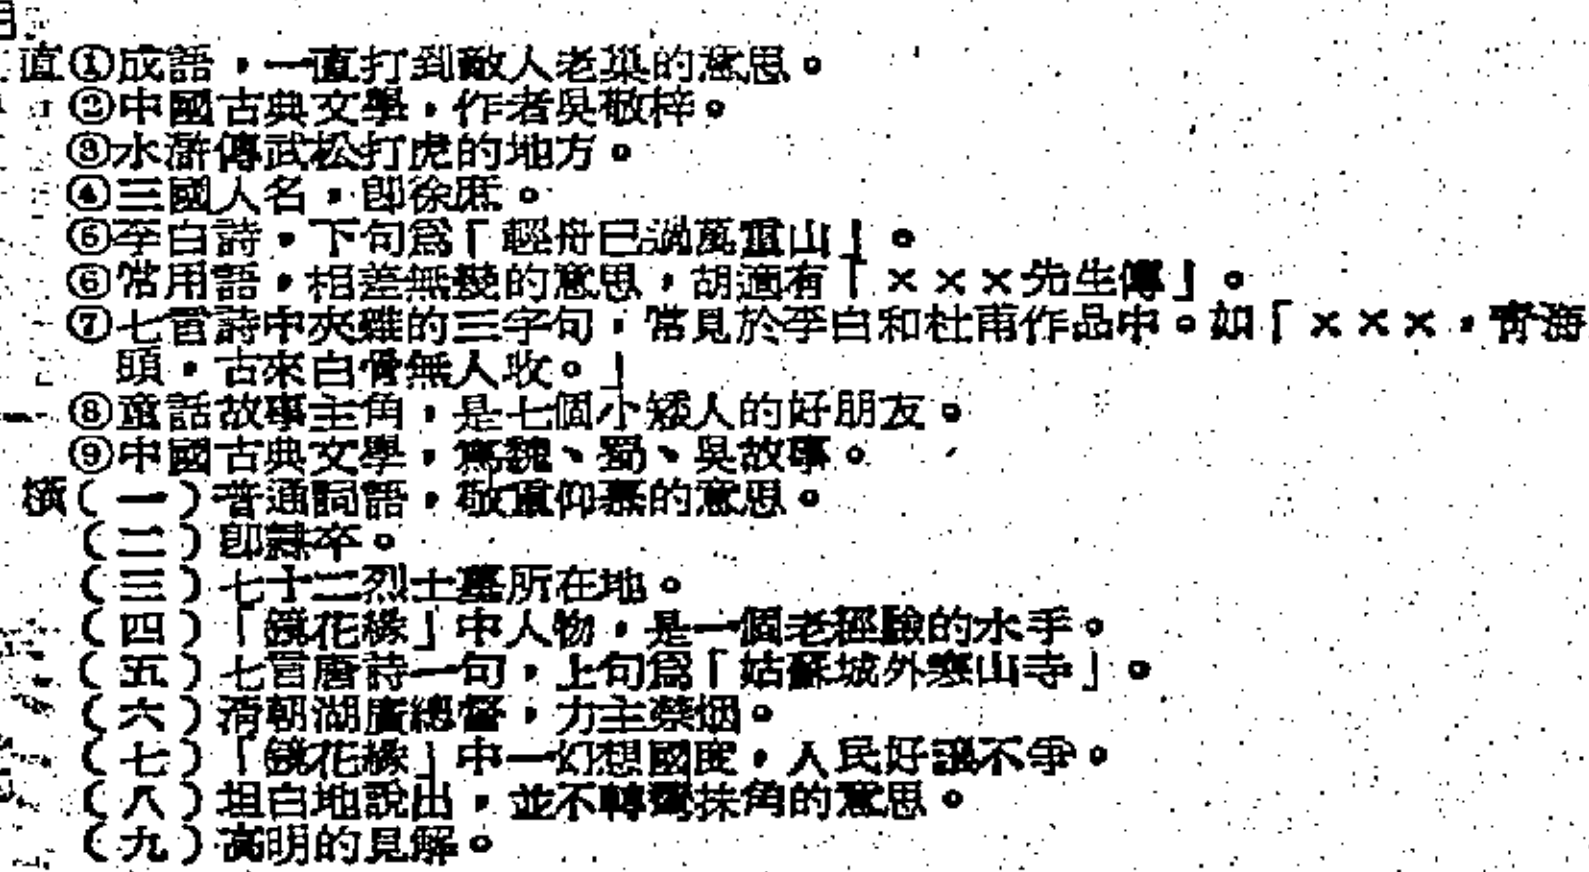 直①成語，一直打到敵人老巢的意思。
②中國古典文學，作者吳敬梓。
③水滸傳武松打虎的地方。
④三國人名，即徐庶。
⑤李白詩，下句爲「輕舟已過萬重山」。
⑥常用語，相差無幾的意思，胡適有「×××先生傳」。
⑦七言詩中夾雜的三字句，常見於李白和杜甫作品中。如「×××，靑海
頭，古來白骨無人收。」
⑧童話故事主角，是七個小矮人的好朋友。
⑨中國古典文學，寫魏、蜀、吳故事。
橫（一）普通詞語，敬重仰慕的意思。
（二）即隸卒。
（三）七十二烈士墓所在地。
（四）「鏡花緣」中人物，是一個老經驗的水手。
（五）七言唐詩一句，上句爲「姑蘇城外寒山寺」。
（六）清朝湖廣總督，力主禁烟。
（七）「鏡花緣」中一幻想國度，人民好讓不爭。
（八）坦白地說出，並不轉彎抹角的意思。
（九）高明的見解。